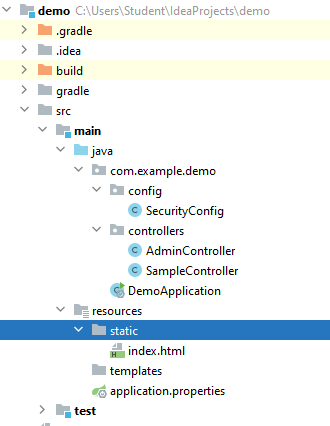 demo C:\Users\Student\IdeaProjects\demo
.gradle
.idea
build
gradle
src
main
java
com.example.demo
config
SecurityConfig
controllers
AdminController
SampleController
DemoApplication
resources
static
index.html
templates
application.properties
test